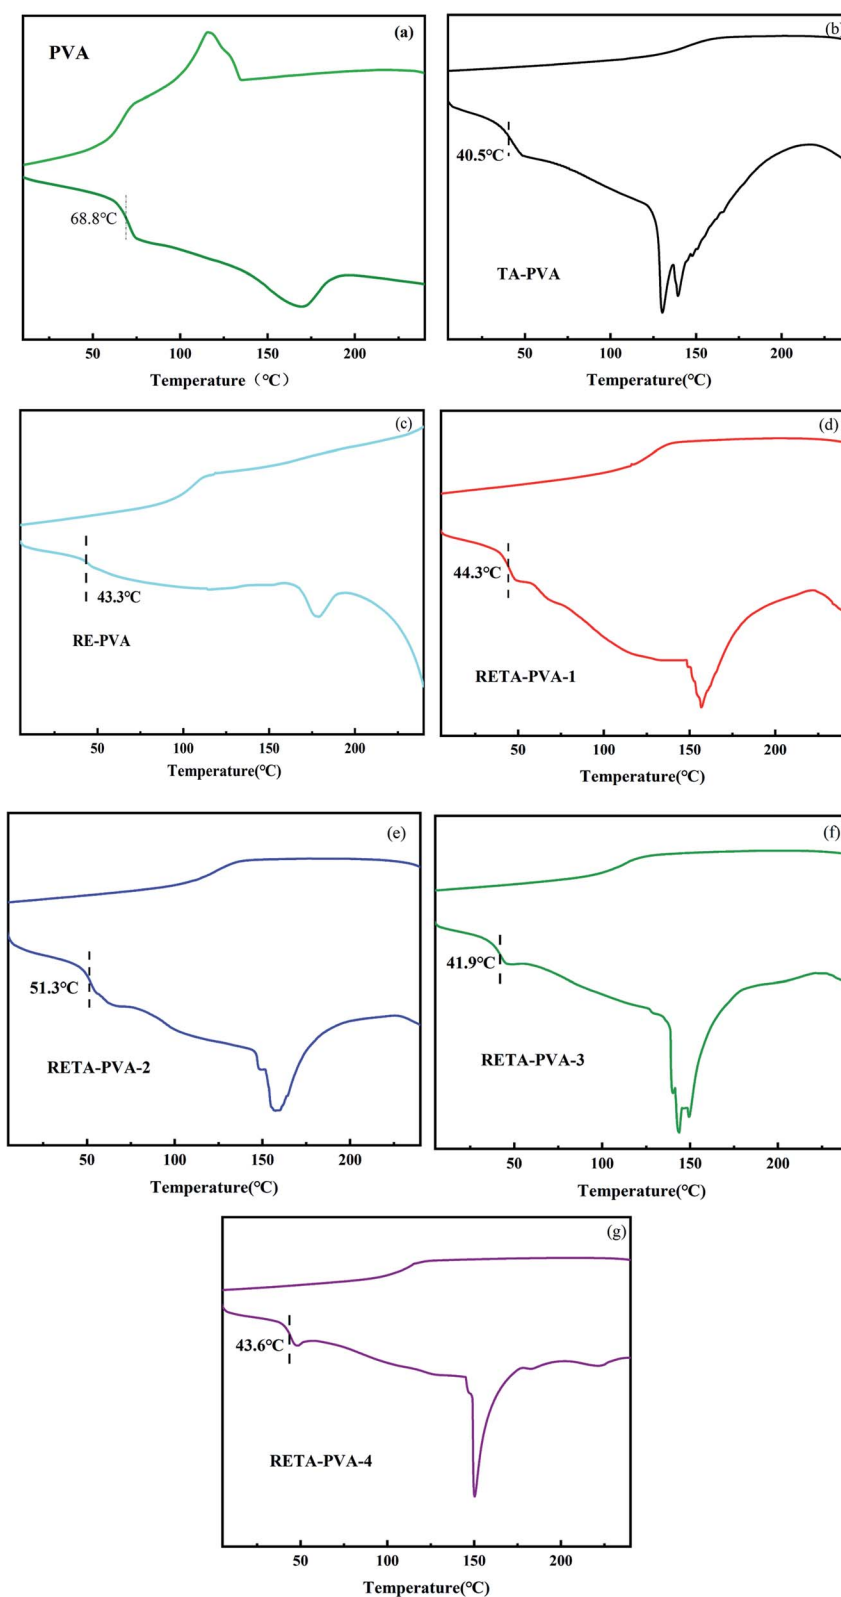 (a)
PVA
68.8℃
50 100 150 200
Temperature（℃）
(b)
40.5℃
TA-PVA
50 100 150 200
Temperature(℃)
(c)
43.3℃
RE-PVA
50 100 150 200
Temperature(℃)
(d)
44.3℃
RETA-PVA-1
50 100 150 200
Temperature(℃)
(e)
51.3℃
RETA-PVA-2
50 100 150 200
Temperature(℃)
(f)
41.9℃
RETA-PVA-3
50 100 150 200
Temperature(℃)
(g)
43.6℃
RETA-PVA-4
50 100 150 200
Temperature(℃)